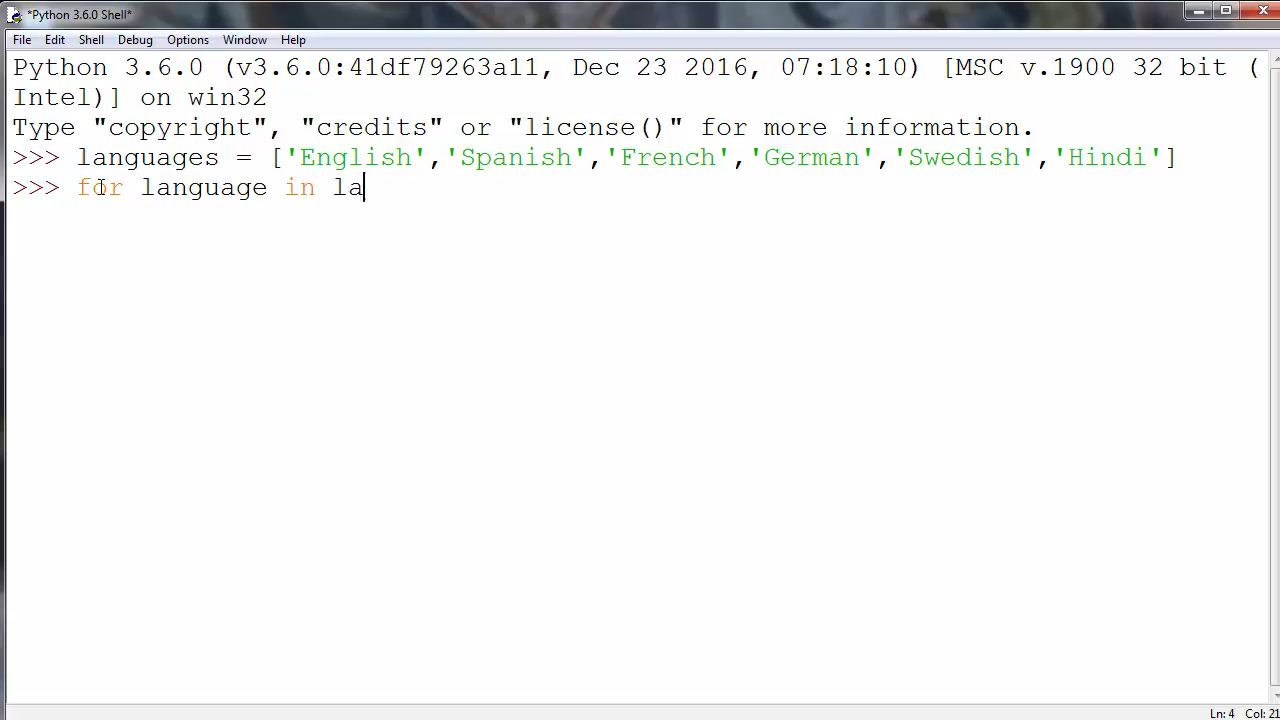 *Python 3.6.0 Shell*
File Edit Shell Debug Options Window Help
Python 3.6.0 (v3.6.0:41df79263a11, Dec 23 2016, 07:18:10) [MSC v.1900 32 bit (
Intel)] on win32
Type "copyright", "credits" or "license()" for more information.
>>> languages = ['English','Spanish','French','German','Swedish','Hindi']
>>> for language in la
Ln: 4 Col: 21